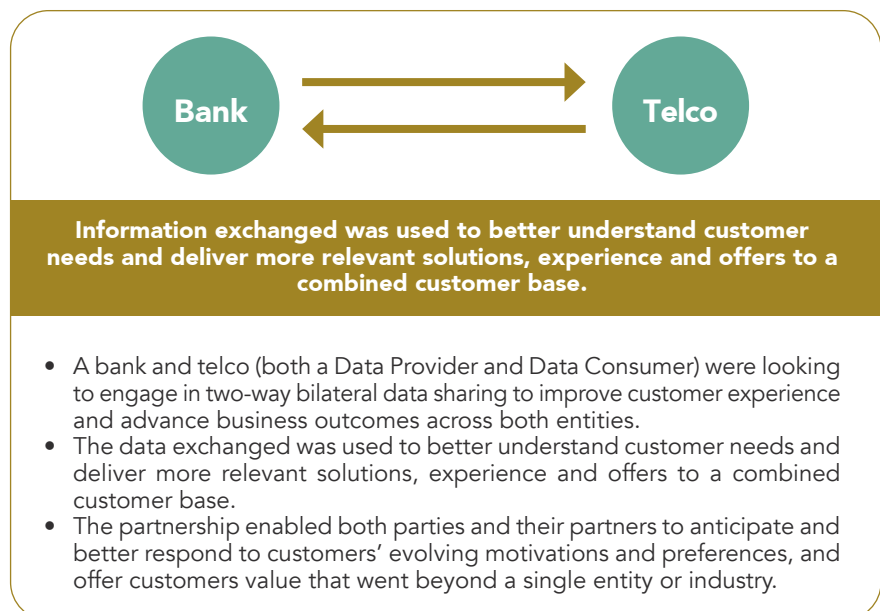 Bank
Telco
Information exchanged was used to better understand customer
needs and deliver more relevant solutions, experience and offers to a
combined customer base.
• A bank and telco (both a Data Provider and Data Consumer) were looking
to engage in two-way bilateral data sharing to improve customer experience
and advance business outcomes across both entities.
• The data exchanged was used to better understand customer needs and
deliver more relevant solutions, experience and offers to a combined
customer base.
• The partnership enabled both parties and their partners to anticipate and
better respond to customers’ evolving motivations and preferences, and
offer customers value that went beyond a single entity or industry.